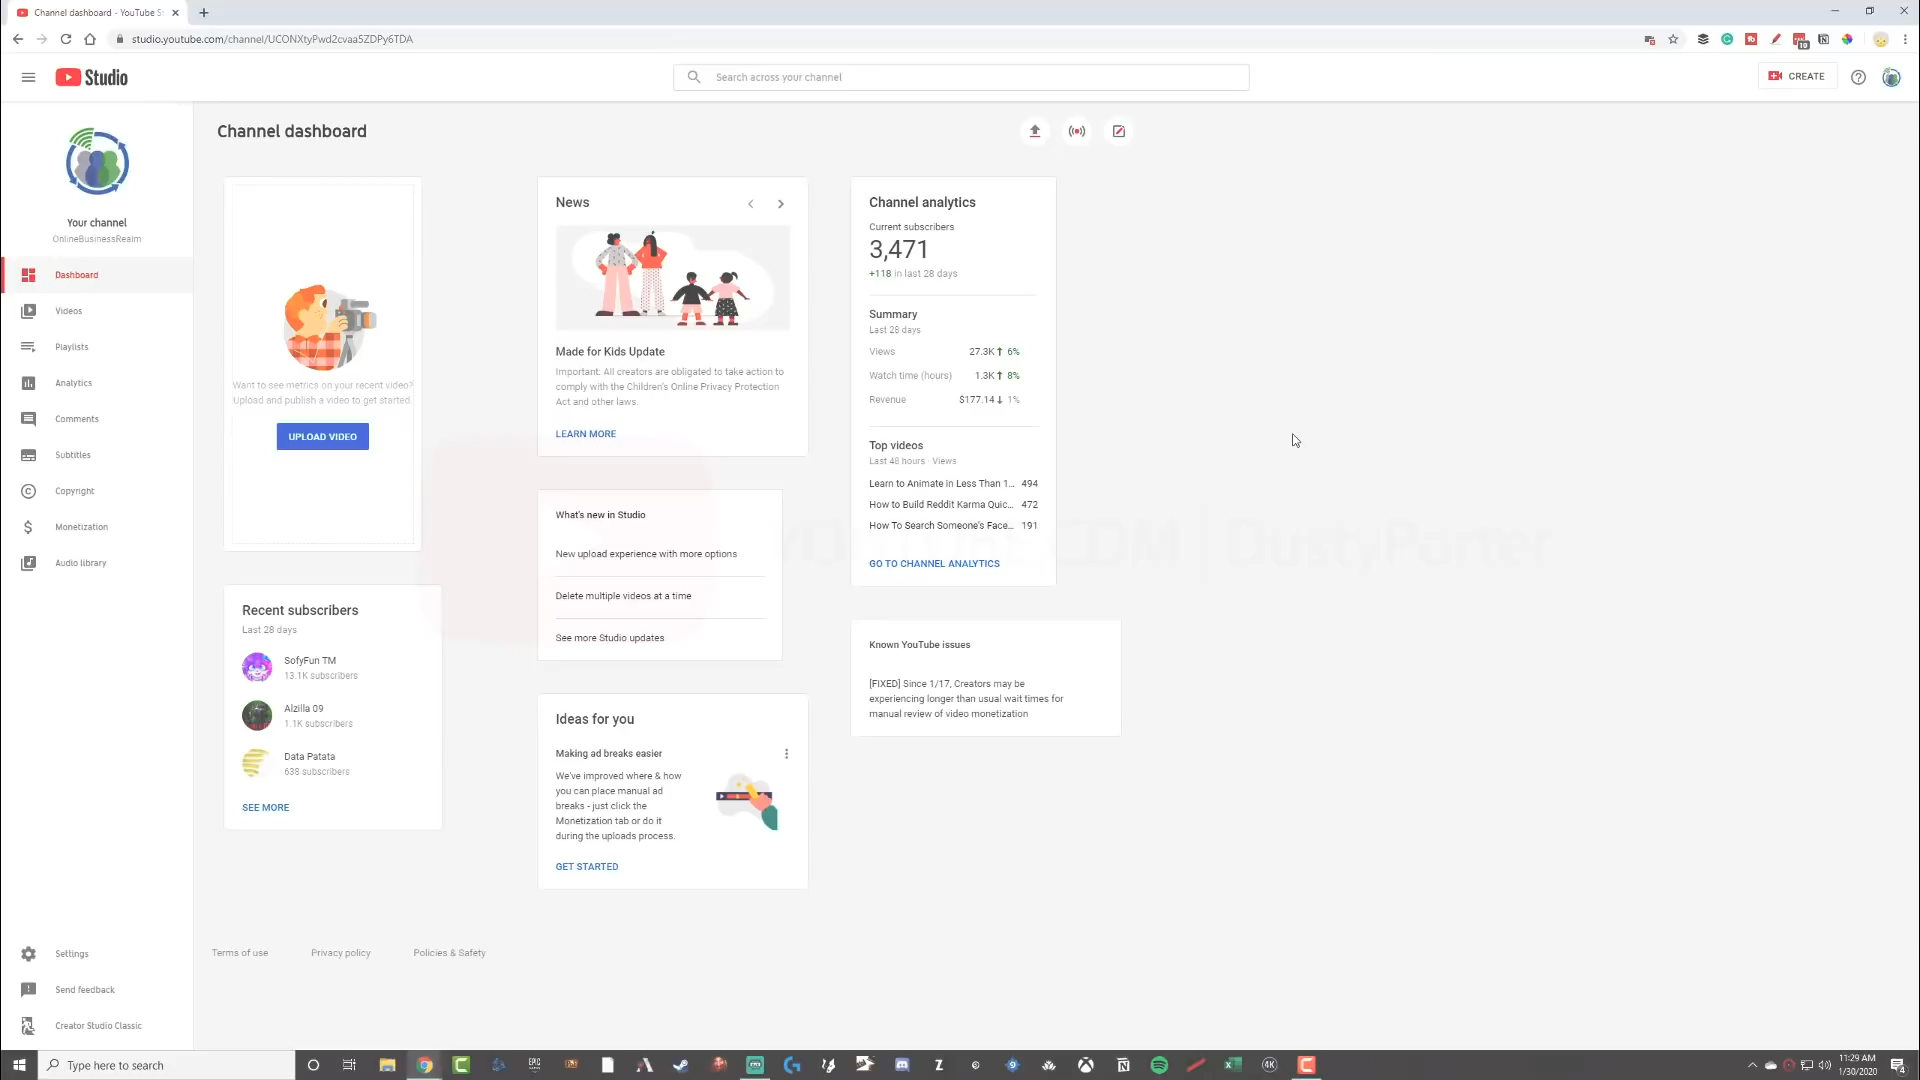 Channel dashboard - YouTube S
studio.youtube.com/channel/UCONXtyPwd2cvaa5ZDPy6TDA
10
Studio
Search across your channel
CREATE
Channel dashboard
Your channel
OnlineBusinessRealm
Dashboard
Videos
Playlists
Analytics
Comments
Subtitles
Copyright
Monetization
Audio library
Settings
Send feedback
Creator Studio Classic
Want to see metrics on your recent video?
Upload and publish a video to get started.
UPLOAD VIDEO
Recent subscribers
Last 28 days
SofyFun TM
13.1K subscribers
Alzilla 09
1.1K subscribers
Data Patata
638 subscribers
SEE MORE
News
Made for Kids Update
Important: All creators are obligated to take action to
comply with the Children's Online Privacy Protection
Act and other laws.
LEARN MORE
What's new in Studio
New upload experience with more options
Delete multiple videos at a time
See more Studio updates
Ideas for you
Making ad breaks easier
We've improved where & how
you can place manual ad
breaks - just click the
Monetization tab or do it
during the uploads process.
GET STARTED
Channel analytics
Current subscribers
3,471
+118 in last 28 days
Summary
Last 28 days
Views 27.3K 6%
Watch time (hours) 1.3K 8%
Revenue $177.14 1%
Top videos
Last 48 hours · Views
Learn to Animate in Less Than 1... 494
How to Build Reddit Karma Quic... 472
How To Search Someone's Face... 191
GO TO CHANNEL ANALYTICS
Known YouTube issues
[FIXED] Since 1/17, Creators may be
experiencing longer than usual wait times for
manual review of video monetization
| DustyPorter
Terms of use Privacy policy Policies & Safety
Type here to search
EPIC
4K
11:29 AM
1/30/2020